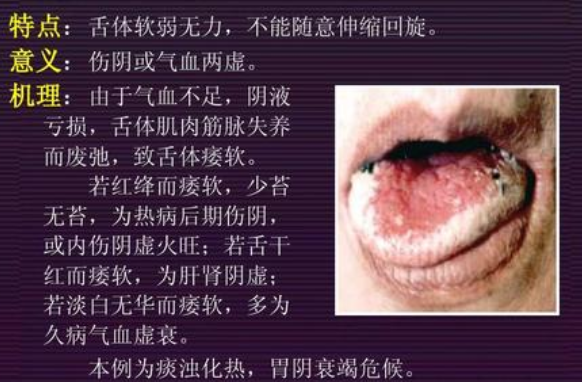 特点：舌体软弱无力，不能随意伸缩回旋。
意义：伤阴或气血两虚。
机理：由于气血不足，阴液
亏损，舌体肌肉筋脉失养
而废弛，致舌体痿软。
若红绛而痿软，少苔
无苔，为热病后期伤阴，
或内伤阴虚火旺；若舌干
红而痿软，为肝肾阴虚；
若淡白无华而痿软，多为
久病气血虚衰。
本例为痰浊化热，胃阴衰竭危候。